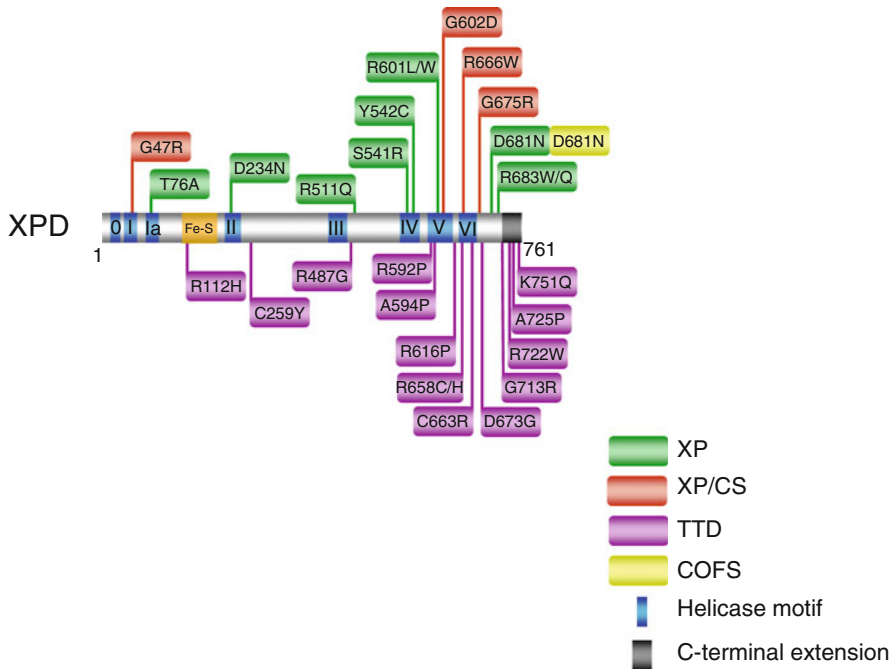 G602D
R601L/W
R666W
Y542C
G675R
G47R
S541R
D681N D681N
T76A
D234N
R511Q
R683W/Q
XPD
0 I Ia Fe-S II III IV V VI
1
761
R112H
C259Y
R487G
R592P
K751Q
A594P
A725P
R616P
R722W
R658C/H
G713R
C663R
D673G
XP
XP/CS
TTD
COFS
Helicase motif
C-terminal extension